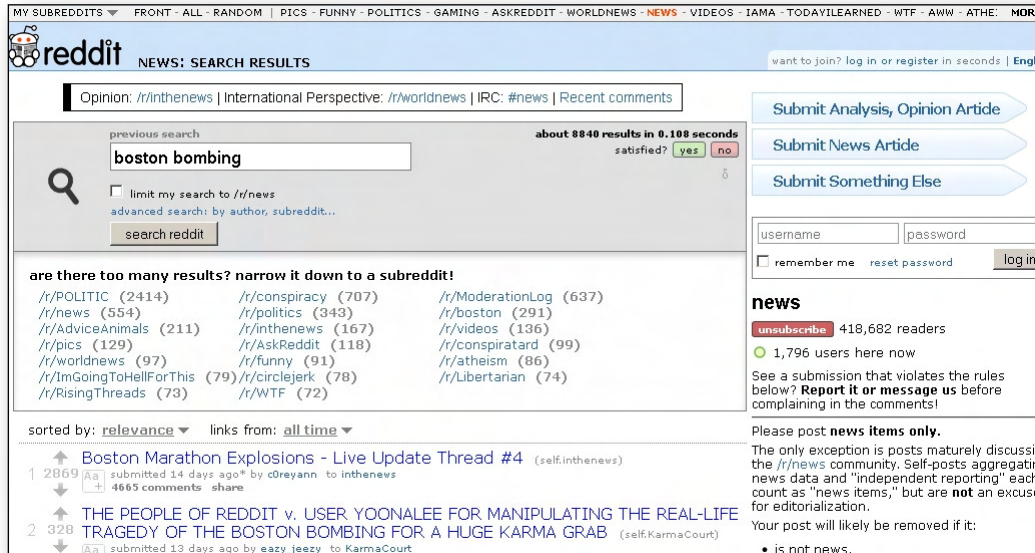 MY SUBREDDITS FRONT - ALL - RANDOM | PICS - FUNNY - POLITICS - GAMING - ASKREDDIT - WORLDNEWS - NEWS - VIDEOS - IAMA - TODAYILEARNED - WTF - AWW - ATHE: MOR
reddit NEWS: SEARCH RESULTS
want to join? log in or register in seconds | Engl
Opinion: /r/inthenews | International Perspective: /r/worldnews | IRC: #news | Recent comments
previous search
about 8840 results in 0.108 seconds
boston bombing
satisfied? yes no
limit my search to /r/news
advanced search: by author, subreddit...
search reddit
are there too many results? narrow it down to a subreddit!
/r/POLITIC (2414) /r/conspiracy (707) /r/ModerationLog (637)
/r/news (554) /r/politics (343) /r/boston (291)
/r/AdviceAnimals (211) /r/inthenews (167) /r/videos (136)
/r/pics (129) /r/AskReddit (118) /r/conspiratard (99)
/r/worldnews (97) /r/funny (91) /r/atheism (86)
/r/ImGoingToHellForThis (79) /r/circlejerk (78) /r/Libertarian (74)
/r/RisingThreads (73) /r/WTF (72)
sorted by: relevance links from: all time
1 2869 Boston Marathon Explosions - Live Update Thread #4 (self.inthenews)
Aa+ submitted 14 days ago* by c0reyann to inthenews
4665 comments share
THE PEOPLE OF REDDIT v. USER YOONALEE FOR MANIPULATING THE REAL-LIFE
2 328 TRAGEDY OF THE BOSTON BOMBING FOR A HUGE KARMA GRAB (self.KarmaCourt)
Aa submitted 13 days ago by eazy_jeezy to KarmaCourt
Submit Analysis, Opinion Article
Submit News Article
Submit Something Else
username password
remember me reset password log in
news
unsubscribe 418,682 readers
1,796 users here now
See a submission that violates the rules
below? Report it or message us before
complaining in the comments!
Please post news items only.
The only exception is posts maturely discussi
the /r/news community. Self-posts aggregatin
news data and "independent reporting" each
count as "news items," but are not an excuse
for editorialization.
Your post will likely be removed if it:
• is not news.